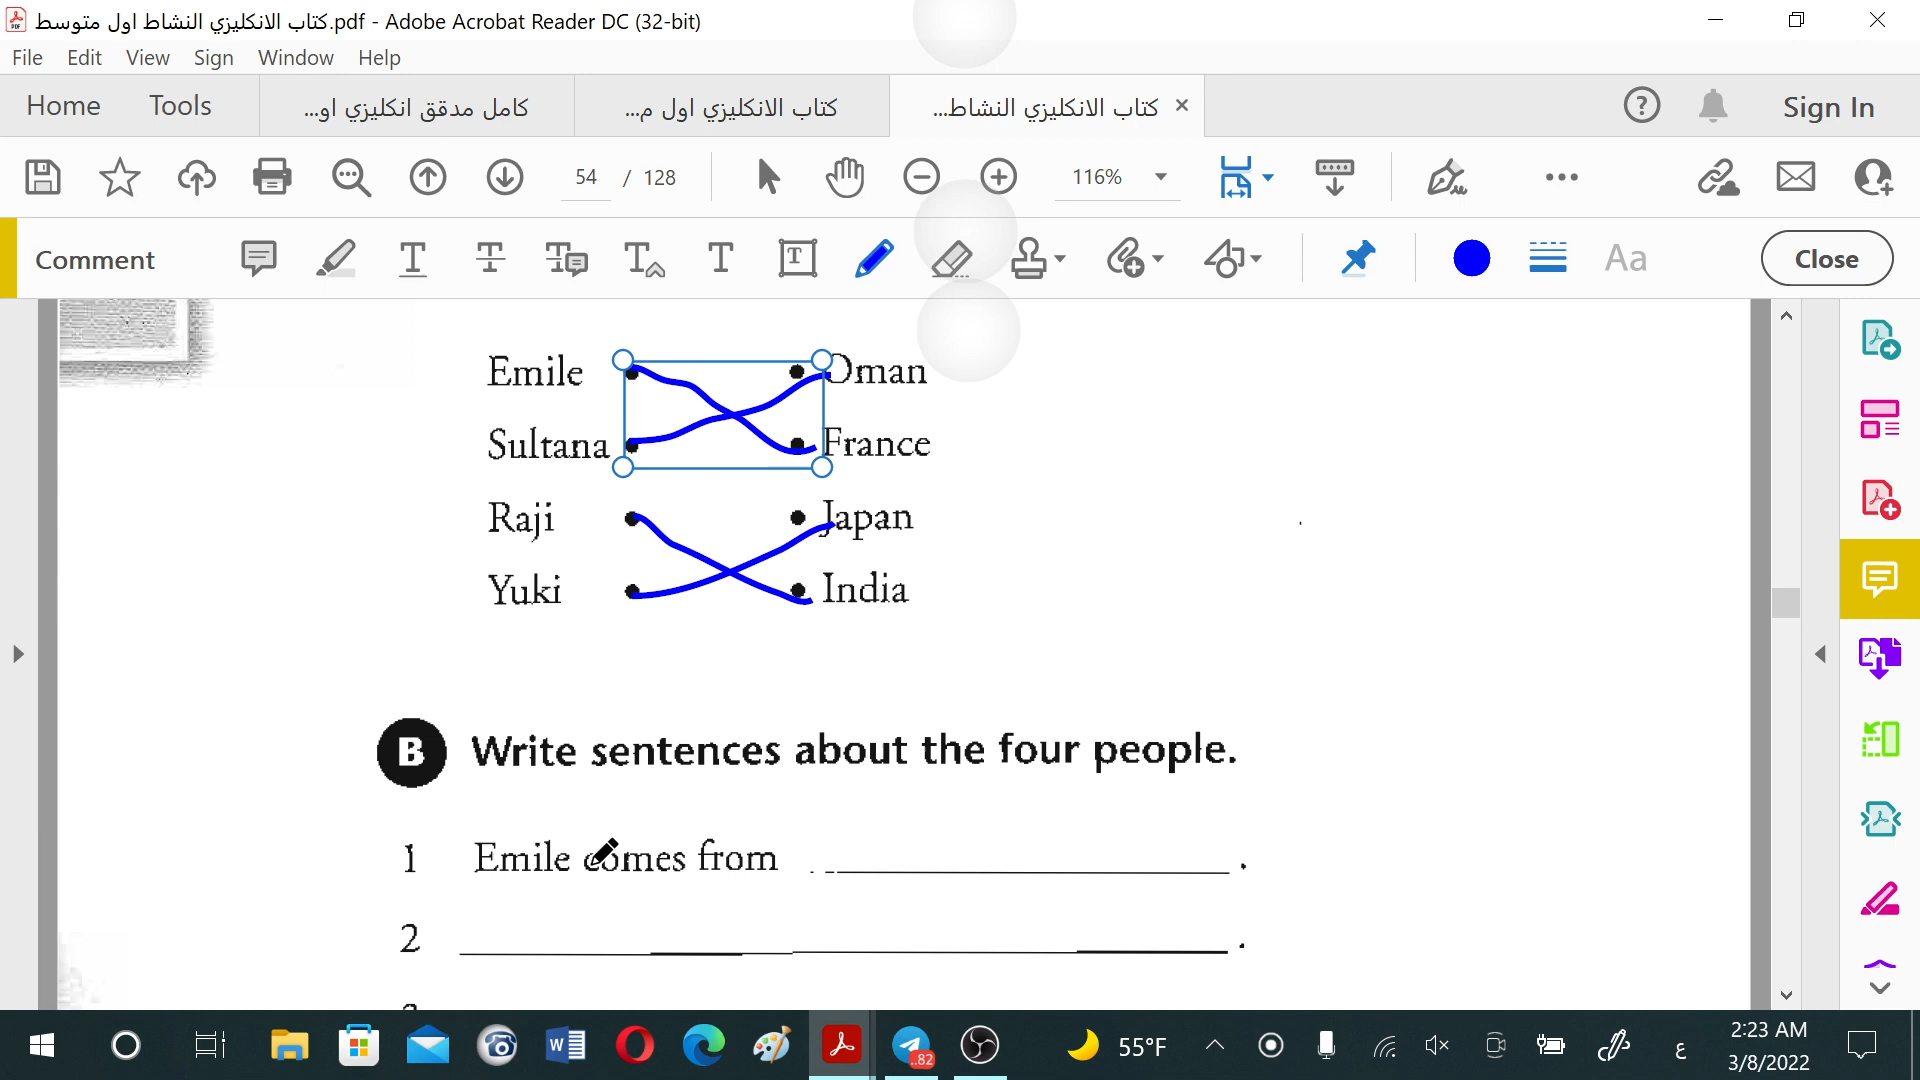 كتاب الانكليزي النشاط اول متوسط.pdf - Adobe Acrobat Reader DC (32-bit)
File Edit View Sign Window Help
Home Tools كامل مدقق انكليزي او... كتاب الانكليزي اول م... كتاب الانكليزي النشاط... Sign In
54 / 128 116%
Comment Aa Close
Emile Oman
Sultana France
Raji Japan
Yuki India
B Write sentences about the four people.
1 Emile comes from .
2 .
55°F ع 2:23 AM
82.. 3/8/2022